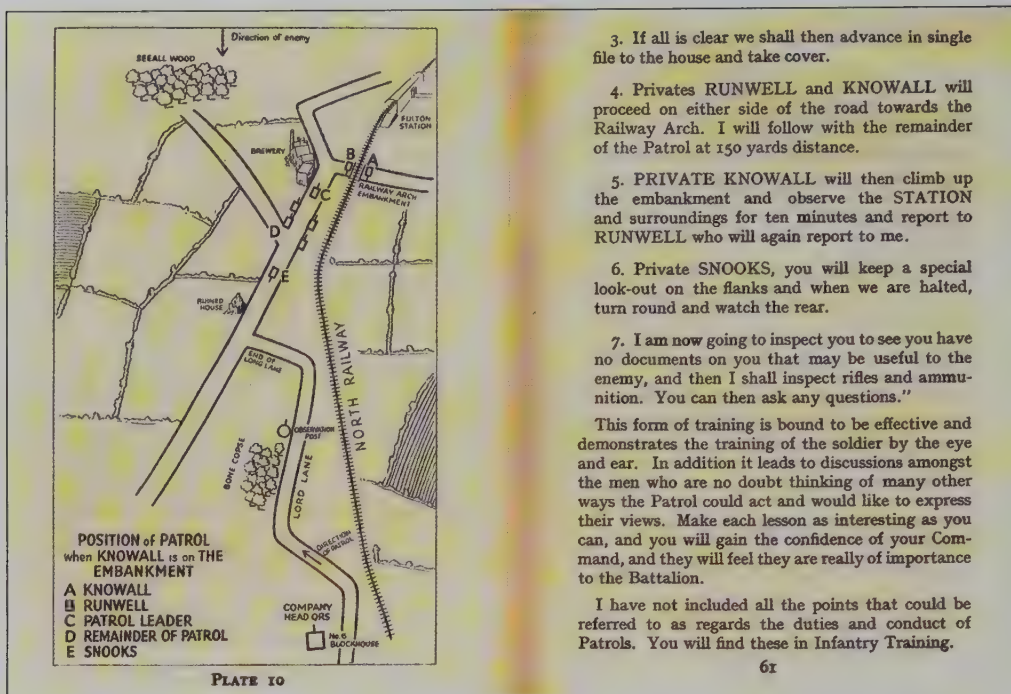 Direction of enemy
SEEALL WOOD
FULTON
STATION
BREWERY
B
A
RAILWAY ARCH
EMBANKMENT
C
D
E
RUINED
HOUSE
END OF
LONG LANE
NORTH RAILWAY
OBSERVATION
POST
BONE COPSE
LORD LANE
DIRECTION
OF PATROL
POSITION of PATROL
when KNOWALL is on THE
EMBANKMENT
A KNOWALL
B RUNWELL
C PATROL LEADER
D REMAINDER OF PATROL
E SNOOKS
COMPANY
HEAD QRS
No. 6
BLOCKHOUSE
PLATE 10
3. If all is clear we shall then advance in single
file to the house and take cover.
4. Privates RUNWELL and KNOWALL will
proceed on either side of the road towards the
Railway Arch. I will follow with the remainder
of the Patrol at 150 yards distance.
5. PRIVATE KNOWALL will then climb up
the embankment and observe the STATION
and surroundings for ten minutes and report to
RUNWELL who will again report to me.
6. Private SNOOKS, you will keep a special
look-out on the flanks and when we are halted,
turn round and watch the rear.
7. I am now going to inspect you to see you have
no documents on you that may be useful to the
enemy, and then I shall inspect rifles and ammu-
nition. You can then ask any questions."
This form of training is bound to be effective and
demonstrates the training of the soldier by the eye
and ear. In addition it leads to discussions amongst
the men who are no doubt thinking of many other
ways the Patrol could act and would like to express
their views. Make each lesson as interesting as you
can, and you will gain the confidence of your Com-
mand, and they will feel they are really of importance
to the Battalion.
I have not included all the points that could be
referred to as regards the duties and conduct of
Patrols. You will find these in Infantry Training.
61